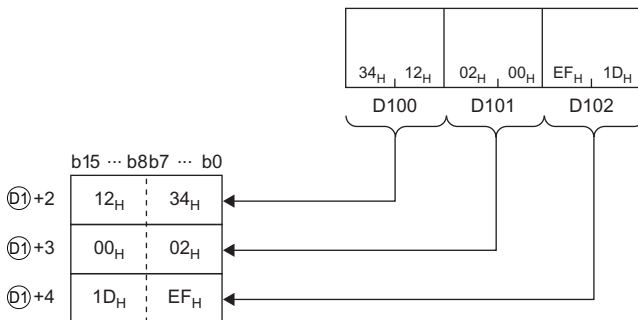 34H 12H 02H 00H EFH 1DH
D100 D101 D102
b15 ··· b8b7 ··· b0
D1+2 12H 34H
D1+3 00H 02H
D1+4 1DH EFH